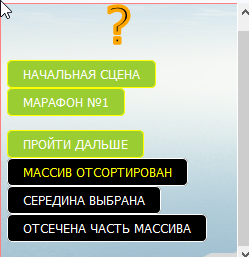 ?
НАЧАЛЬНАЯ СЦЕНА
МАРАФОН №1
ПРОЙТИ ДАЛЬШЕ
МАССИВ ОТСОРТИРОВАН
СЕРЕДИНА ВЫБРАНА
ОТСЕЧЕНА ЧАСТЬ МАССИВА